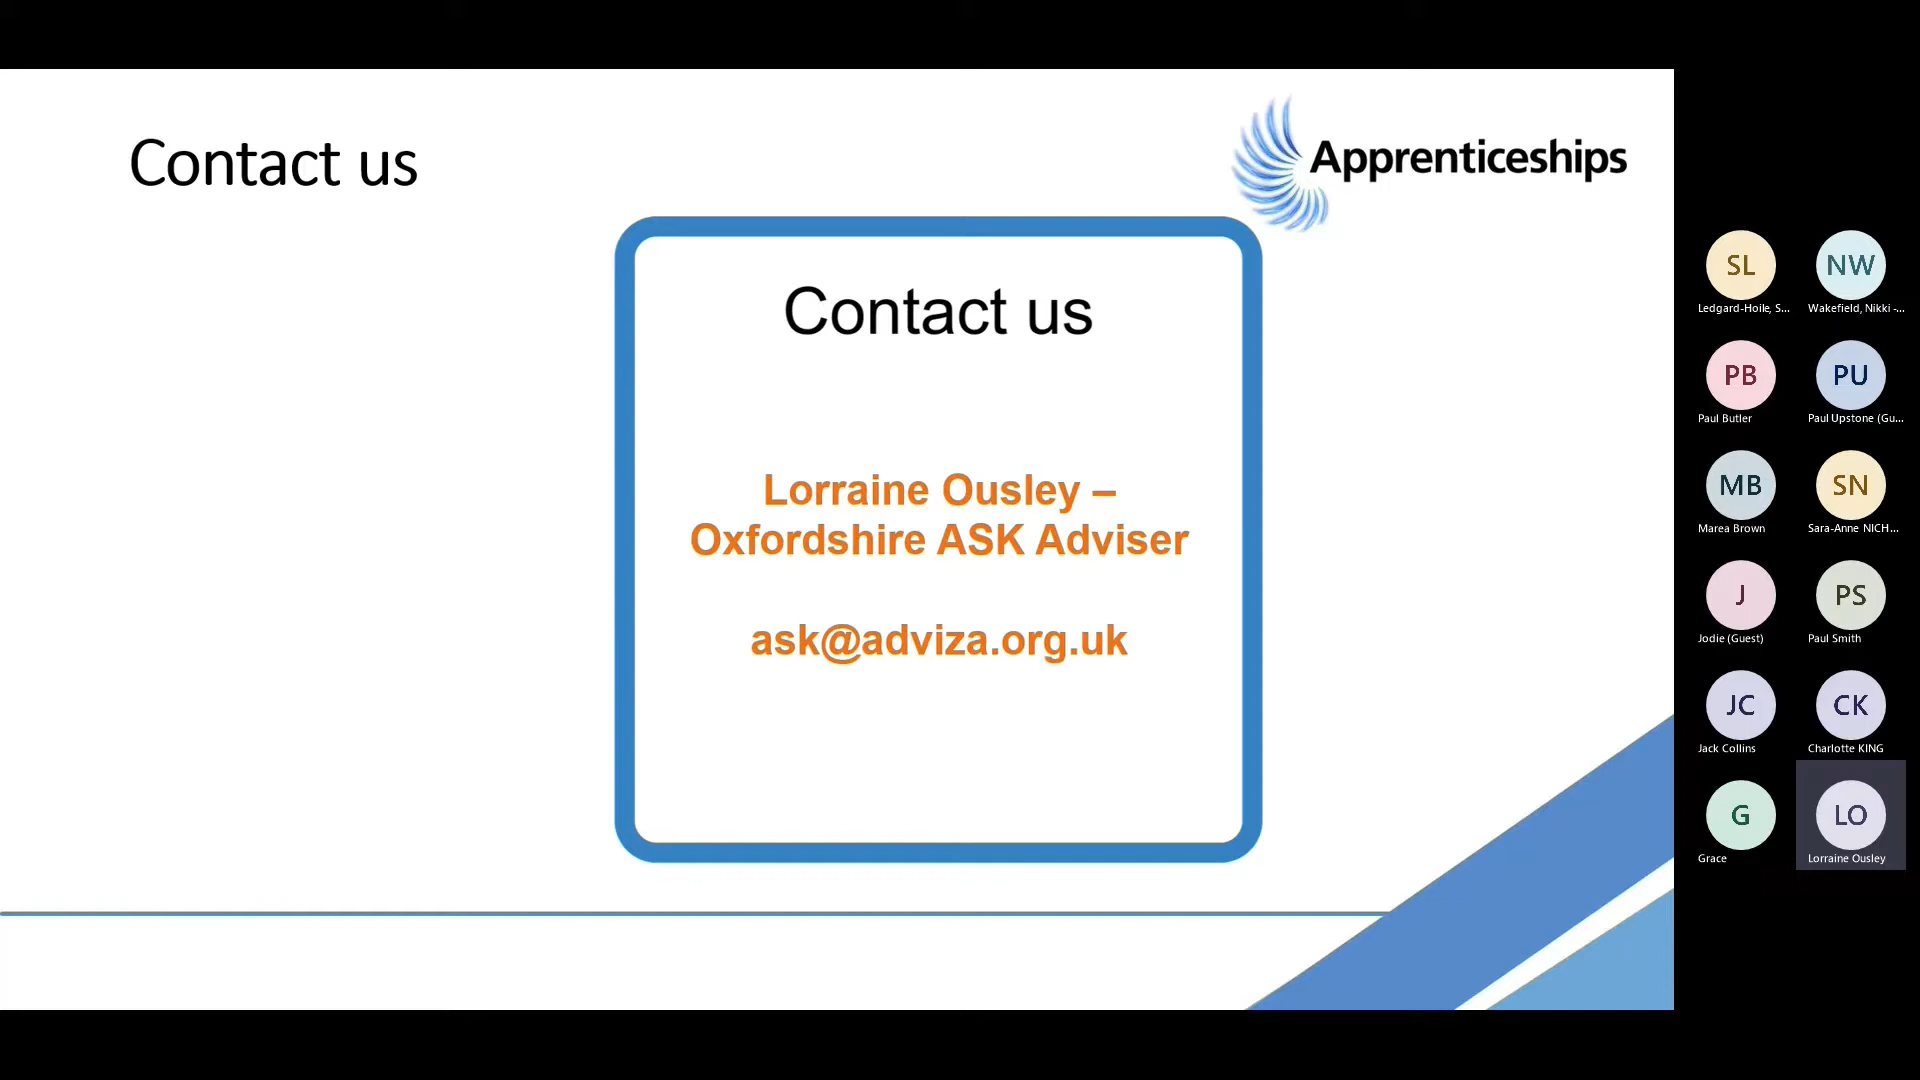 Contact us
Apprenticeships
Contact us
Lorraine Ousley –
Oxfordshire ASK Adviser
ask@adviza.org.uk
SL
Ledgard-Hoile, S...
NW
Wakefield, Nikki -...
PB
Paul Butler
PU
Paul Upstone (Gu...
MB
Marea Brown
SN
Sara-Anne NICH...
J
Jodie (Guest)
PS
Paul Smith
JC
Jack Collins
CK
Charlotte KING
G
Grace
LO
Lorraine Ousley